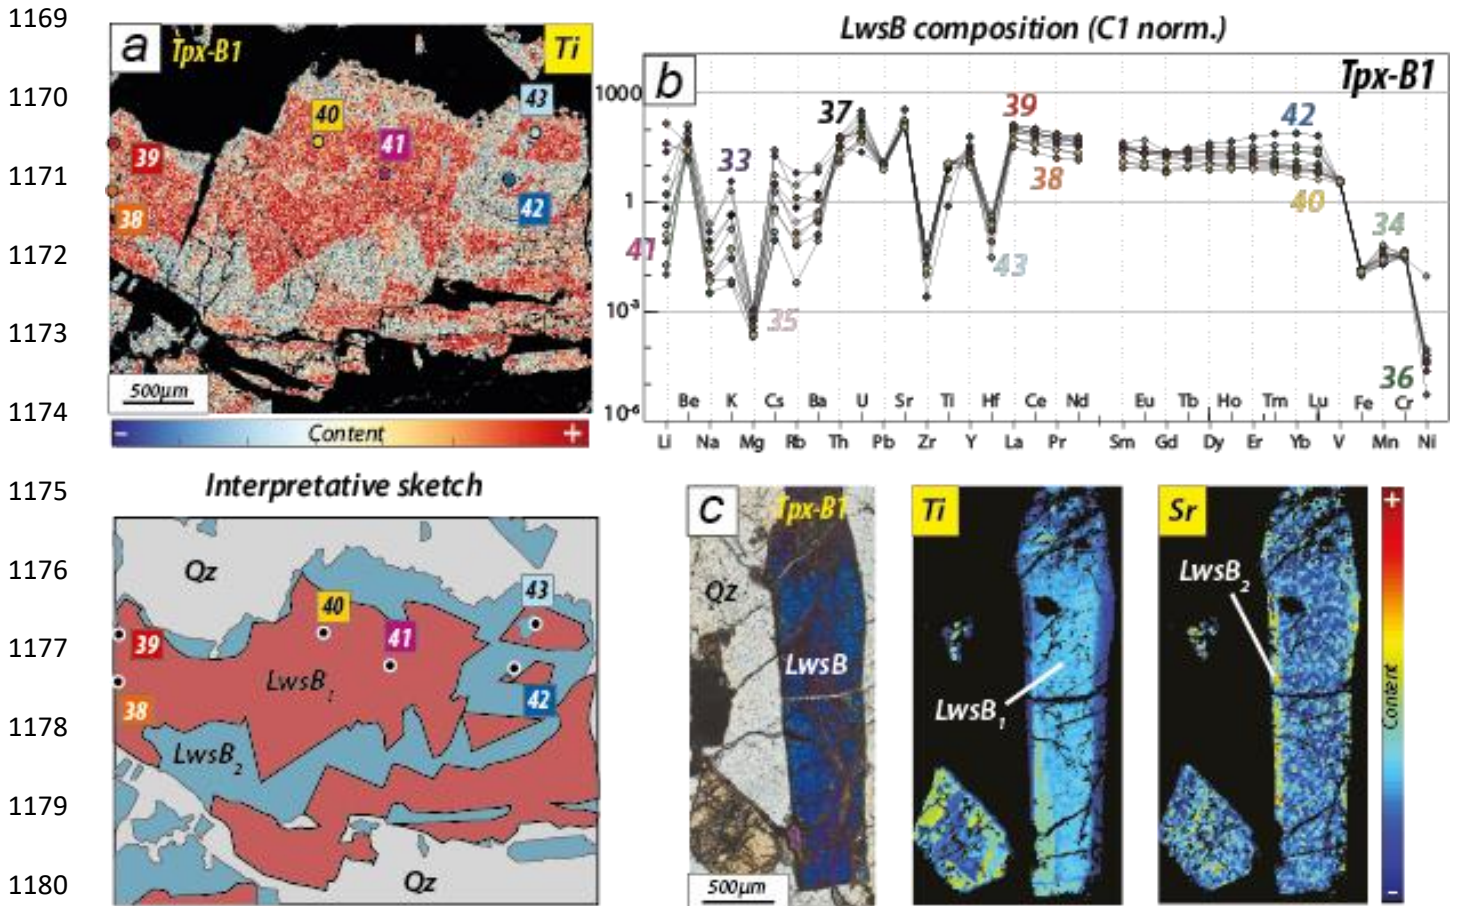 1169
1170
1171
1172
1173
1174
1175
1176
1177
1178
1179
1180
a Tpx-B1 Ti
40
43
41
39
38
42
500µm
- Content +
LwsB composition (C1 norm.)
b Tpx-B1
1000
1
10-3
10-6
37
39
42
33
38
41
40
34
43
35
36
Be K Cs Ba U Sr Ti Hf Ce Nd Eu Tb Ho Tm Lu Fe Cr
Li Na Mg Rb Th Pb Zr Y La Pr Sm Gd Dy Er Yb V Mn Ni
Interpretative sketch
Qz
43
40
41
39
LwsB1
38
42
LwsB2
Qz
c Tpx-B1
Qz
LwsB
500µm
Ti
LwsB1
Sr
LwsB2
+
Content
-